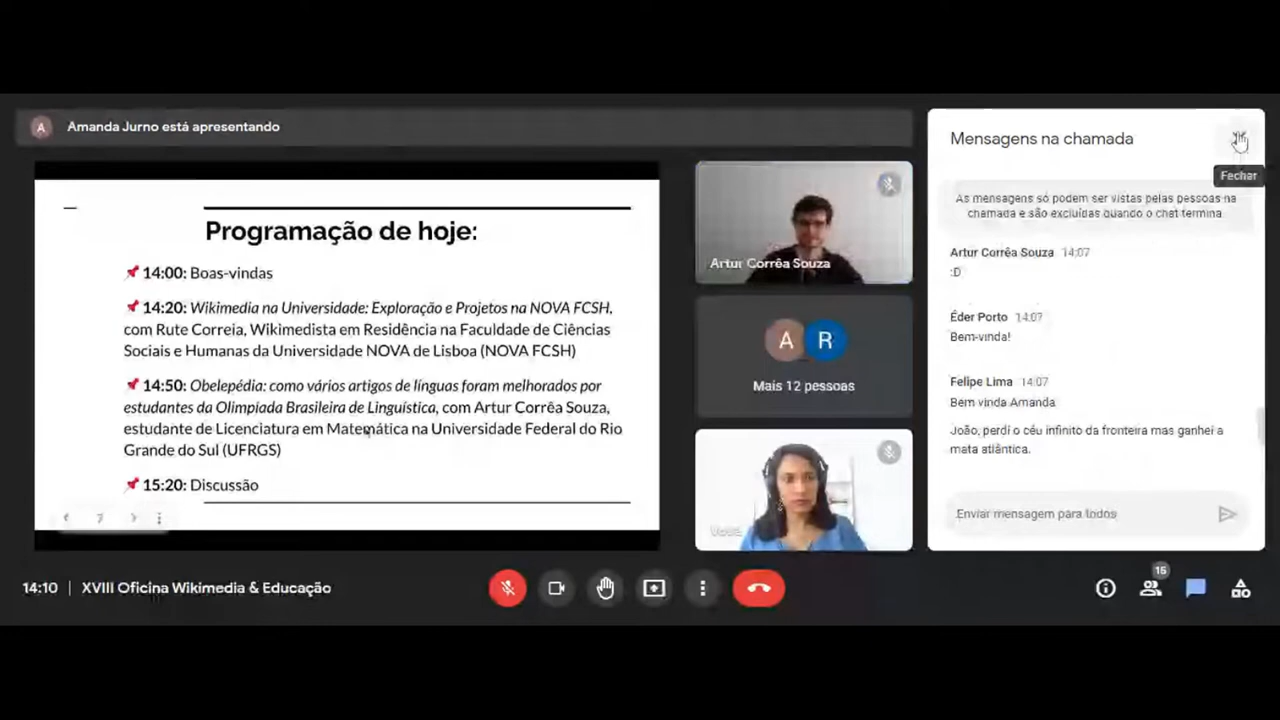 A Amanda Jurno está apresentando
Programação de hoje:
14:00: Boas-vindas
14:20: Wikimedia na Universidade: Exploração e Projetos na NOVA FCSH,
com Rute Correia, Wikimedista em Residência na Faculdade de Ciências
Sociais e Humanas da Universidade NOVA de Lisboa (NOVA FCSH)
14:50: Obelepédia: como vários artigos de línguas foram melhorados por
estudantes da Olimpíada Brasileira de Linguística, com Artur Corrêa Souza,
estudante de Licenciatura em Matemática na Universidade Federal do Rio
Grande do Sul (UFRGS)
15:20: Discussão
7
Artur Corrêa Souza
A R
Mais 12 pessoas
Mensagens na chamada
Fechar
As mensagens só podem ser vistas pelas pessoas na
chamada e são excluídas quando o chat termina
Artur Corrêa Souza 14:07
:D
Éder Porto 14:07
Bem-vinda!
Felipe Lima 14:07
Bem vinda Amanda
João, perdi o céu infinito da fronteira mas ganhei a
mata atlântica.
Enviar mensagem para todos
14:10 | XVIII Oficina Wikimedia & Educação
15